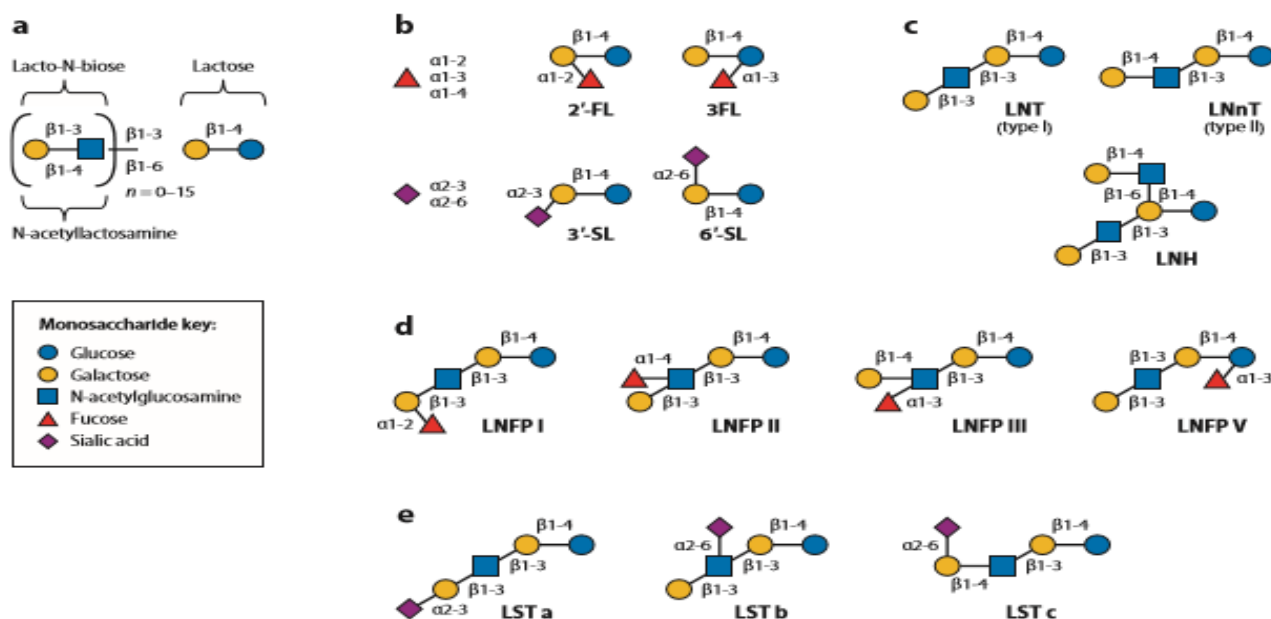 a
Lacto-N-biose
Lactose
β1-3
β1-3
β1-4
β1-4
β1-6
n = 0–15
N-acetyllactosamine
Monosaccharide key:
Glucose
Galactose
N-acetylglucosamine
Fucose
Sialic acid
b
α1-2
α1-3
α1-4
β1-4
α1-2
2′-FL
β1-4
α1-3
3FL
α2-3
α2-6
β1-4
α2-3
3′-SL
α2-6
β1-4
6′-SL
c
β1-4
β1-3
β1-3
LNT
(type I)
β1-4
β1-4
β1-3
LNnT
(type II)
β1-4
β1-6
β1-4
β1-3
β1-3
LNH
d
β1-4
β1-3
β1-3
α1-2
LNFP I
β1-4
α1-4
β1-3
β1-3
LNFP II
β1-4
β1-4
β1-3
α1-3
LNFP III
β1-4
β1-3
β1-3
α1-3
LNFP V
e
β1-4
β1-3
β1-3
α2-3
LST a
β1-4
α2-6
β1-3
β1-3
LST b
β1-4
α2-6
β1-3
β1-4
LST c